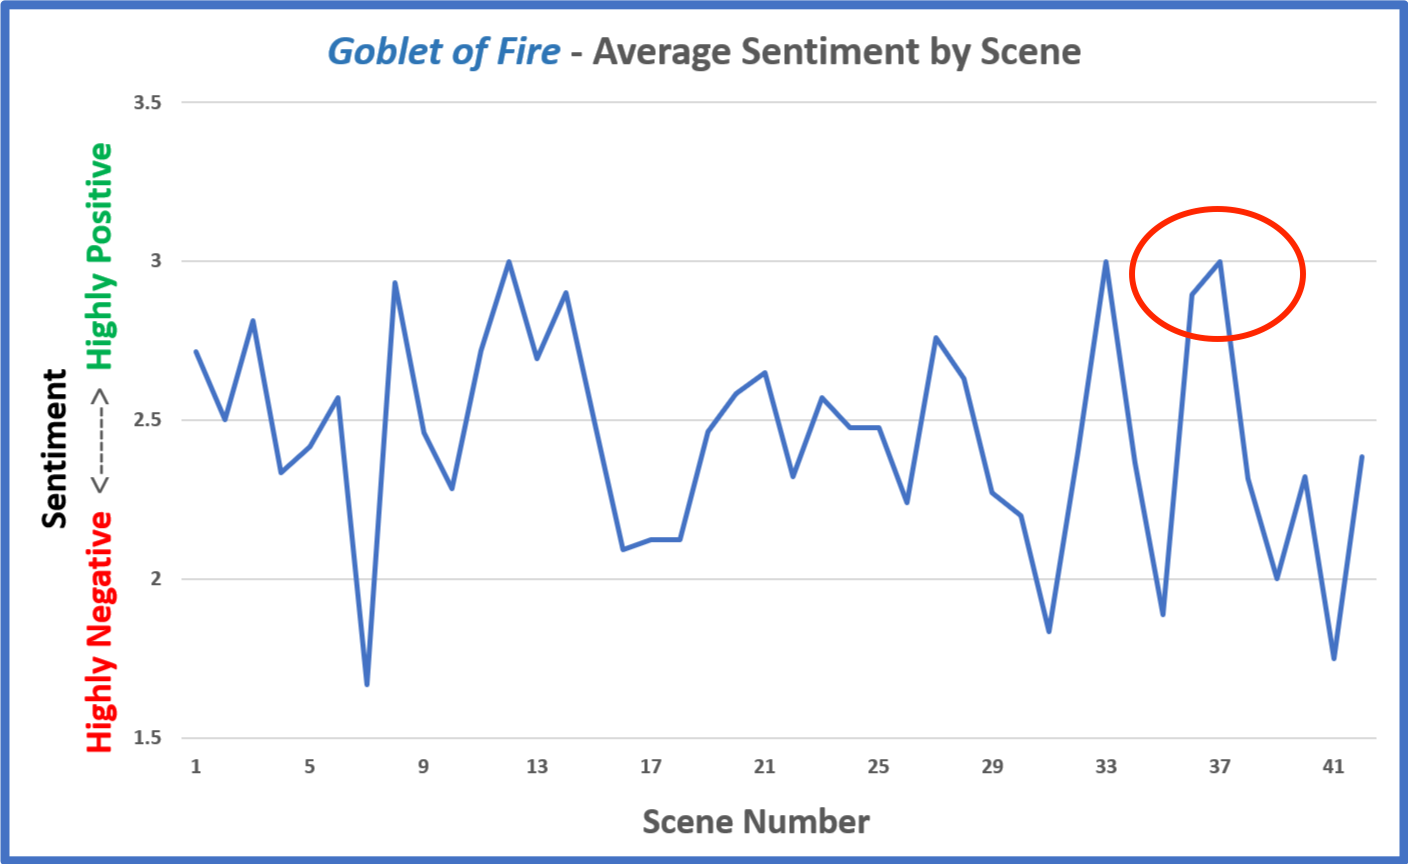 Goblet of Fire - Average Sentiment by Scene
3.5
3
2.5
2
1.5
Sentiment
Highly Negative <------> Highly Positive
1 5 9 13 17 21 25 29 33 37 41
Scene Number